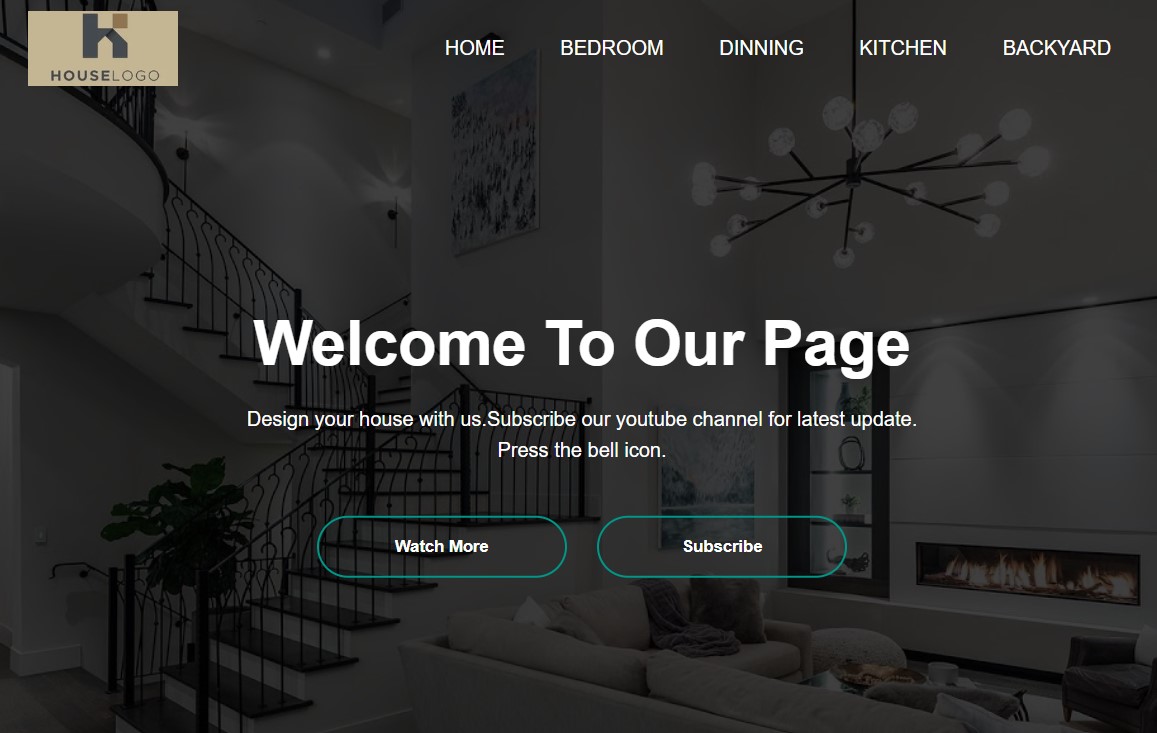 HOUSELOGO
HOME BEDROOM DINNING KITCHEN BACKYARD
Welcome To Our Page
Design your house with us.Subscribe our youtube channel for latest update.
Press the bell icon.
Watch More Subscribe